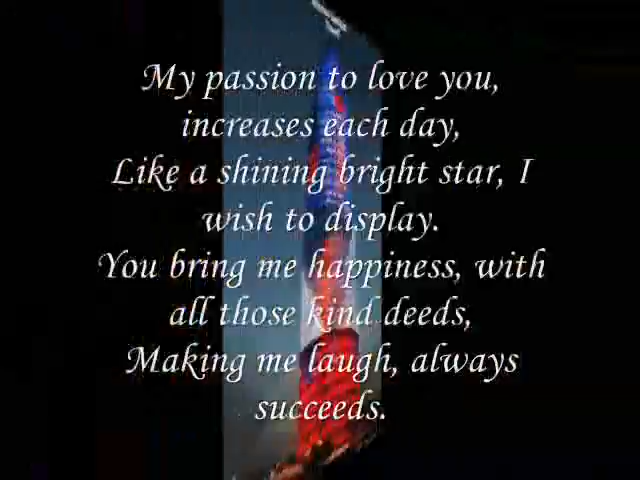 My passion to love you,
increases each day,
Like a shining bright star, I
wish to display.
You bring me happiness, with
all those kind deeds,
Making me laugh, always
succeeds.